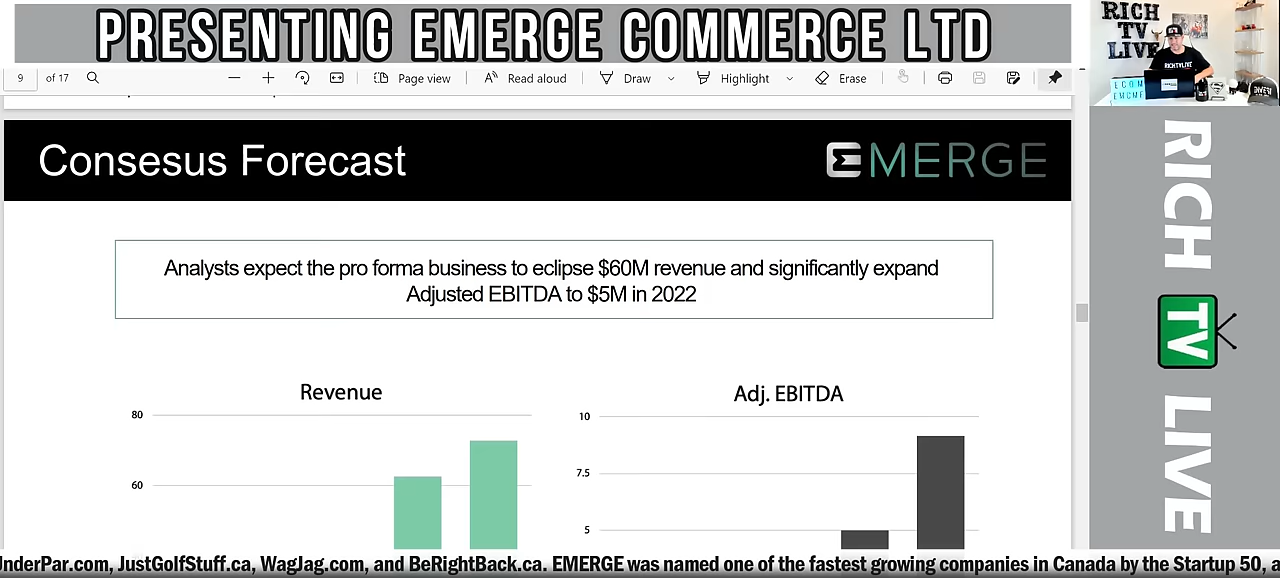 PRESENTING EMERGE COMMERCE LTD
RICH
TV
LIVE
9 of 17 Page view Read aloud Draw Highlight Erase
Consesus Forecast
EMERGE
Analysts expect the pro forma business to eclipse $60M revenue and significantly expand
Adjusted EBITDA to $5M in 2022
Revenue
80
60
Adj. EBITDA
10
7.5
5
RICH TV LIVE
UnderPar.com, JustGolfStuff.ca, WagJag.com, and BeRightBack.ca. EMERGE was named one of the fastest growing companies in Canada by the Startup 50, a